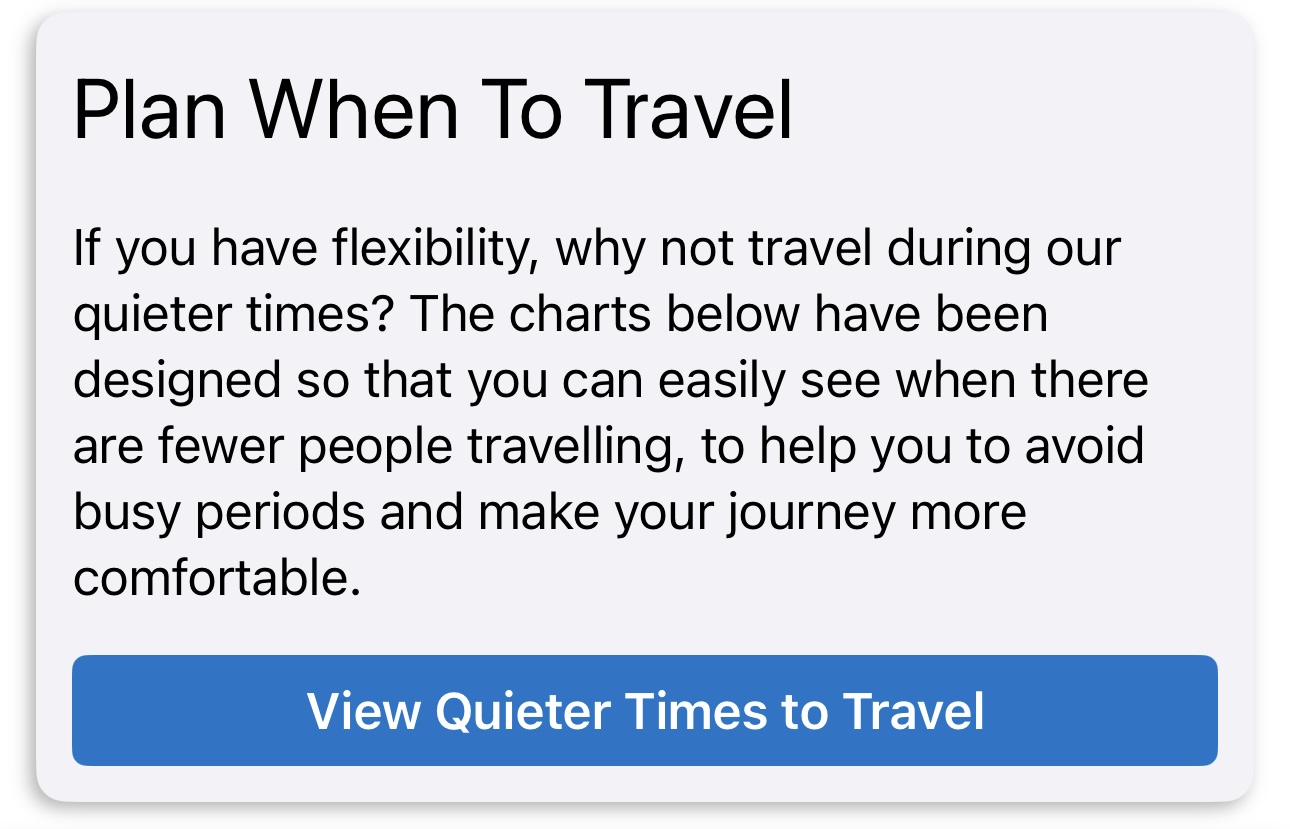 Plan When To Travel
If you have flexibility, why not travel during our
quieter times? The charts below have been
designed so that you can easily see when there
are fewer people travelling, to help you to avoid
busy periods and make your journey more
comfortable.
View Quieter Times to Travel